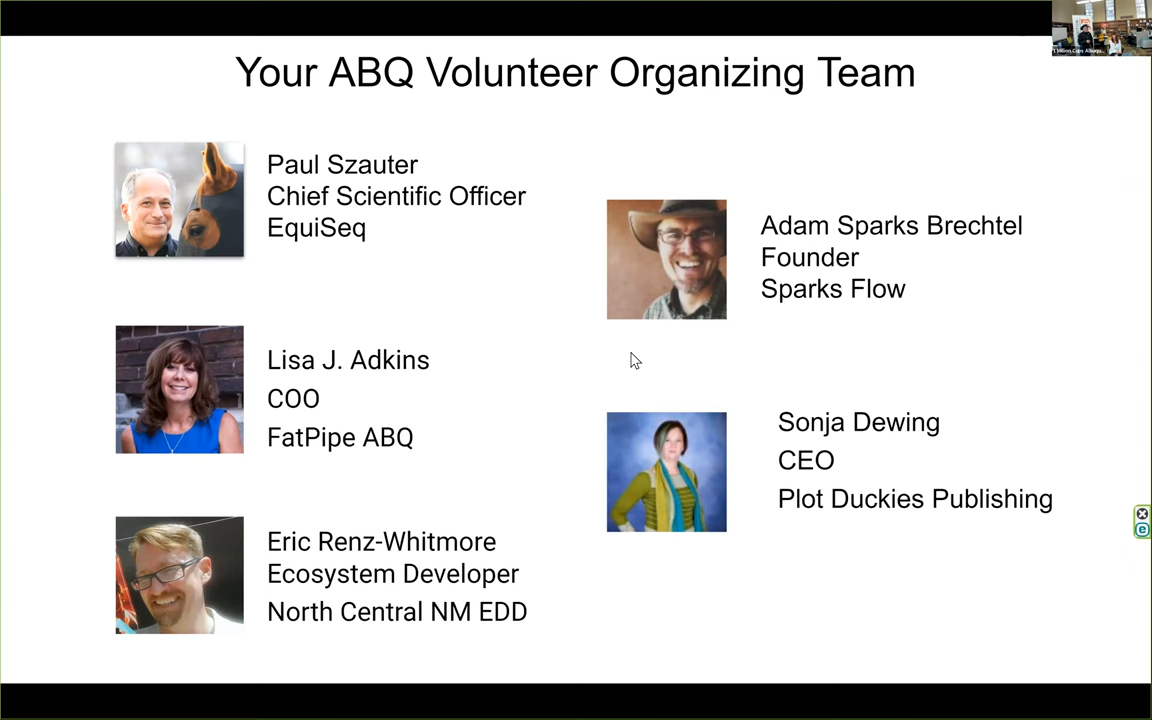 Your ABQ Volunteer Organizing Team
Paul Szauter
Chief Scientific Officer
EquiSeq
Adam Sparks Brechtel
Founder
Sparks Flow
Lisa J. Adkins
COO
FatPipe ABQ
Sonja Dewing
CEO
Plot Duckies Publishing
Eric Renz-Whitmore
Ecosystem Developer
North Central NM EDD